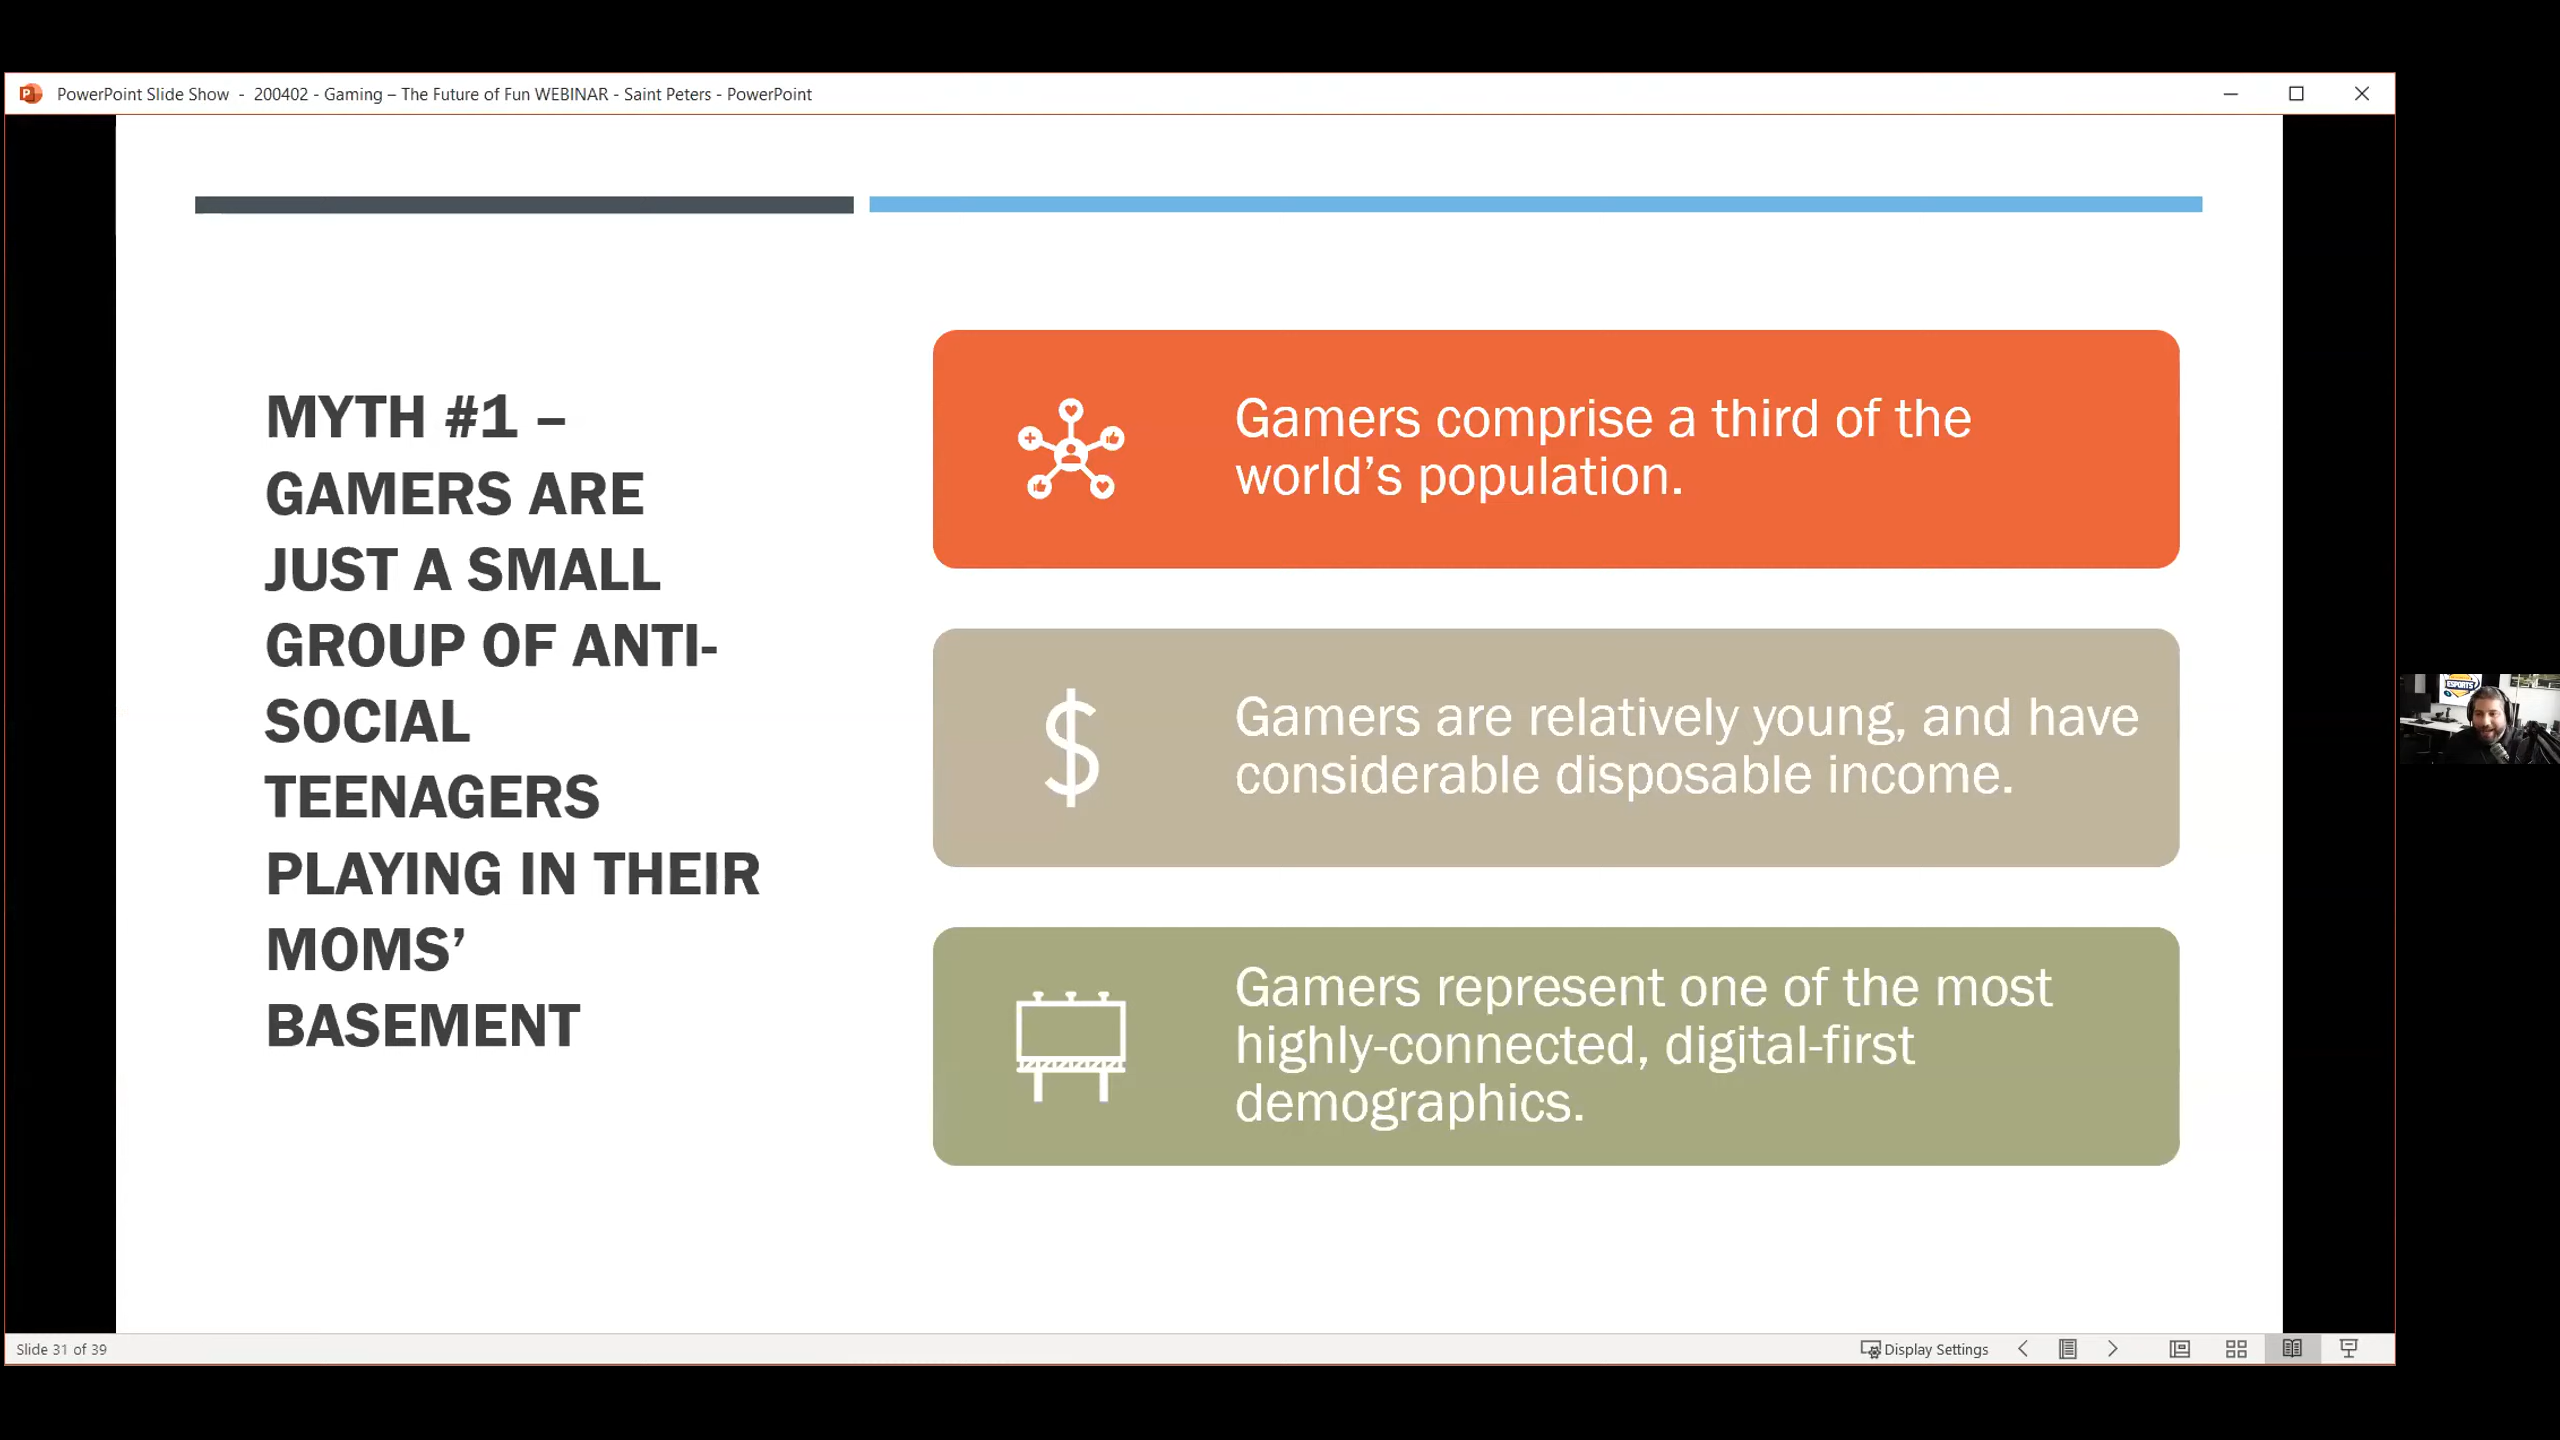 PowerPoint Slide Show - 200402 - Gaming – The Future of Fun WEBINAR - Saint Peters - PowerPoint
MYTH #1 –
GAMERS ARE
JUST A SMALL
GROUP OF ANTI-
SOCIAL
TEENAGERS
PLAYING IN THEIR
MOMS’
BASEMENT
Gamers comprise a third of the
world’s population.
$
Gamers are relatively young, and have
considerable disposable income.
Gamers represent one of the most
highly-connected, digital-first
demographics.
ESPORTS
Slide 31 of 39
Display Settings